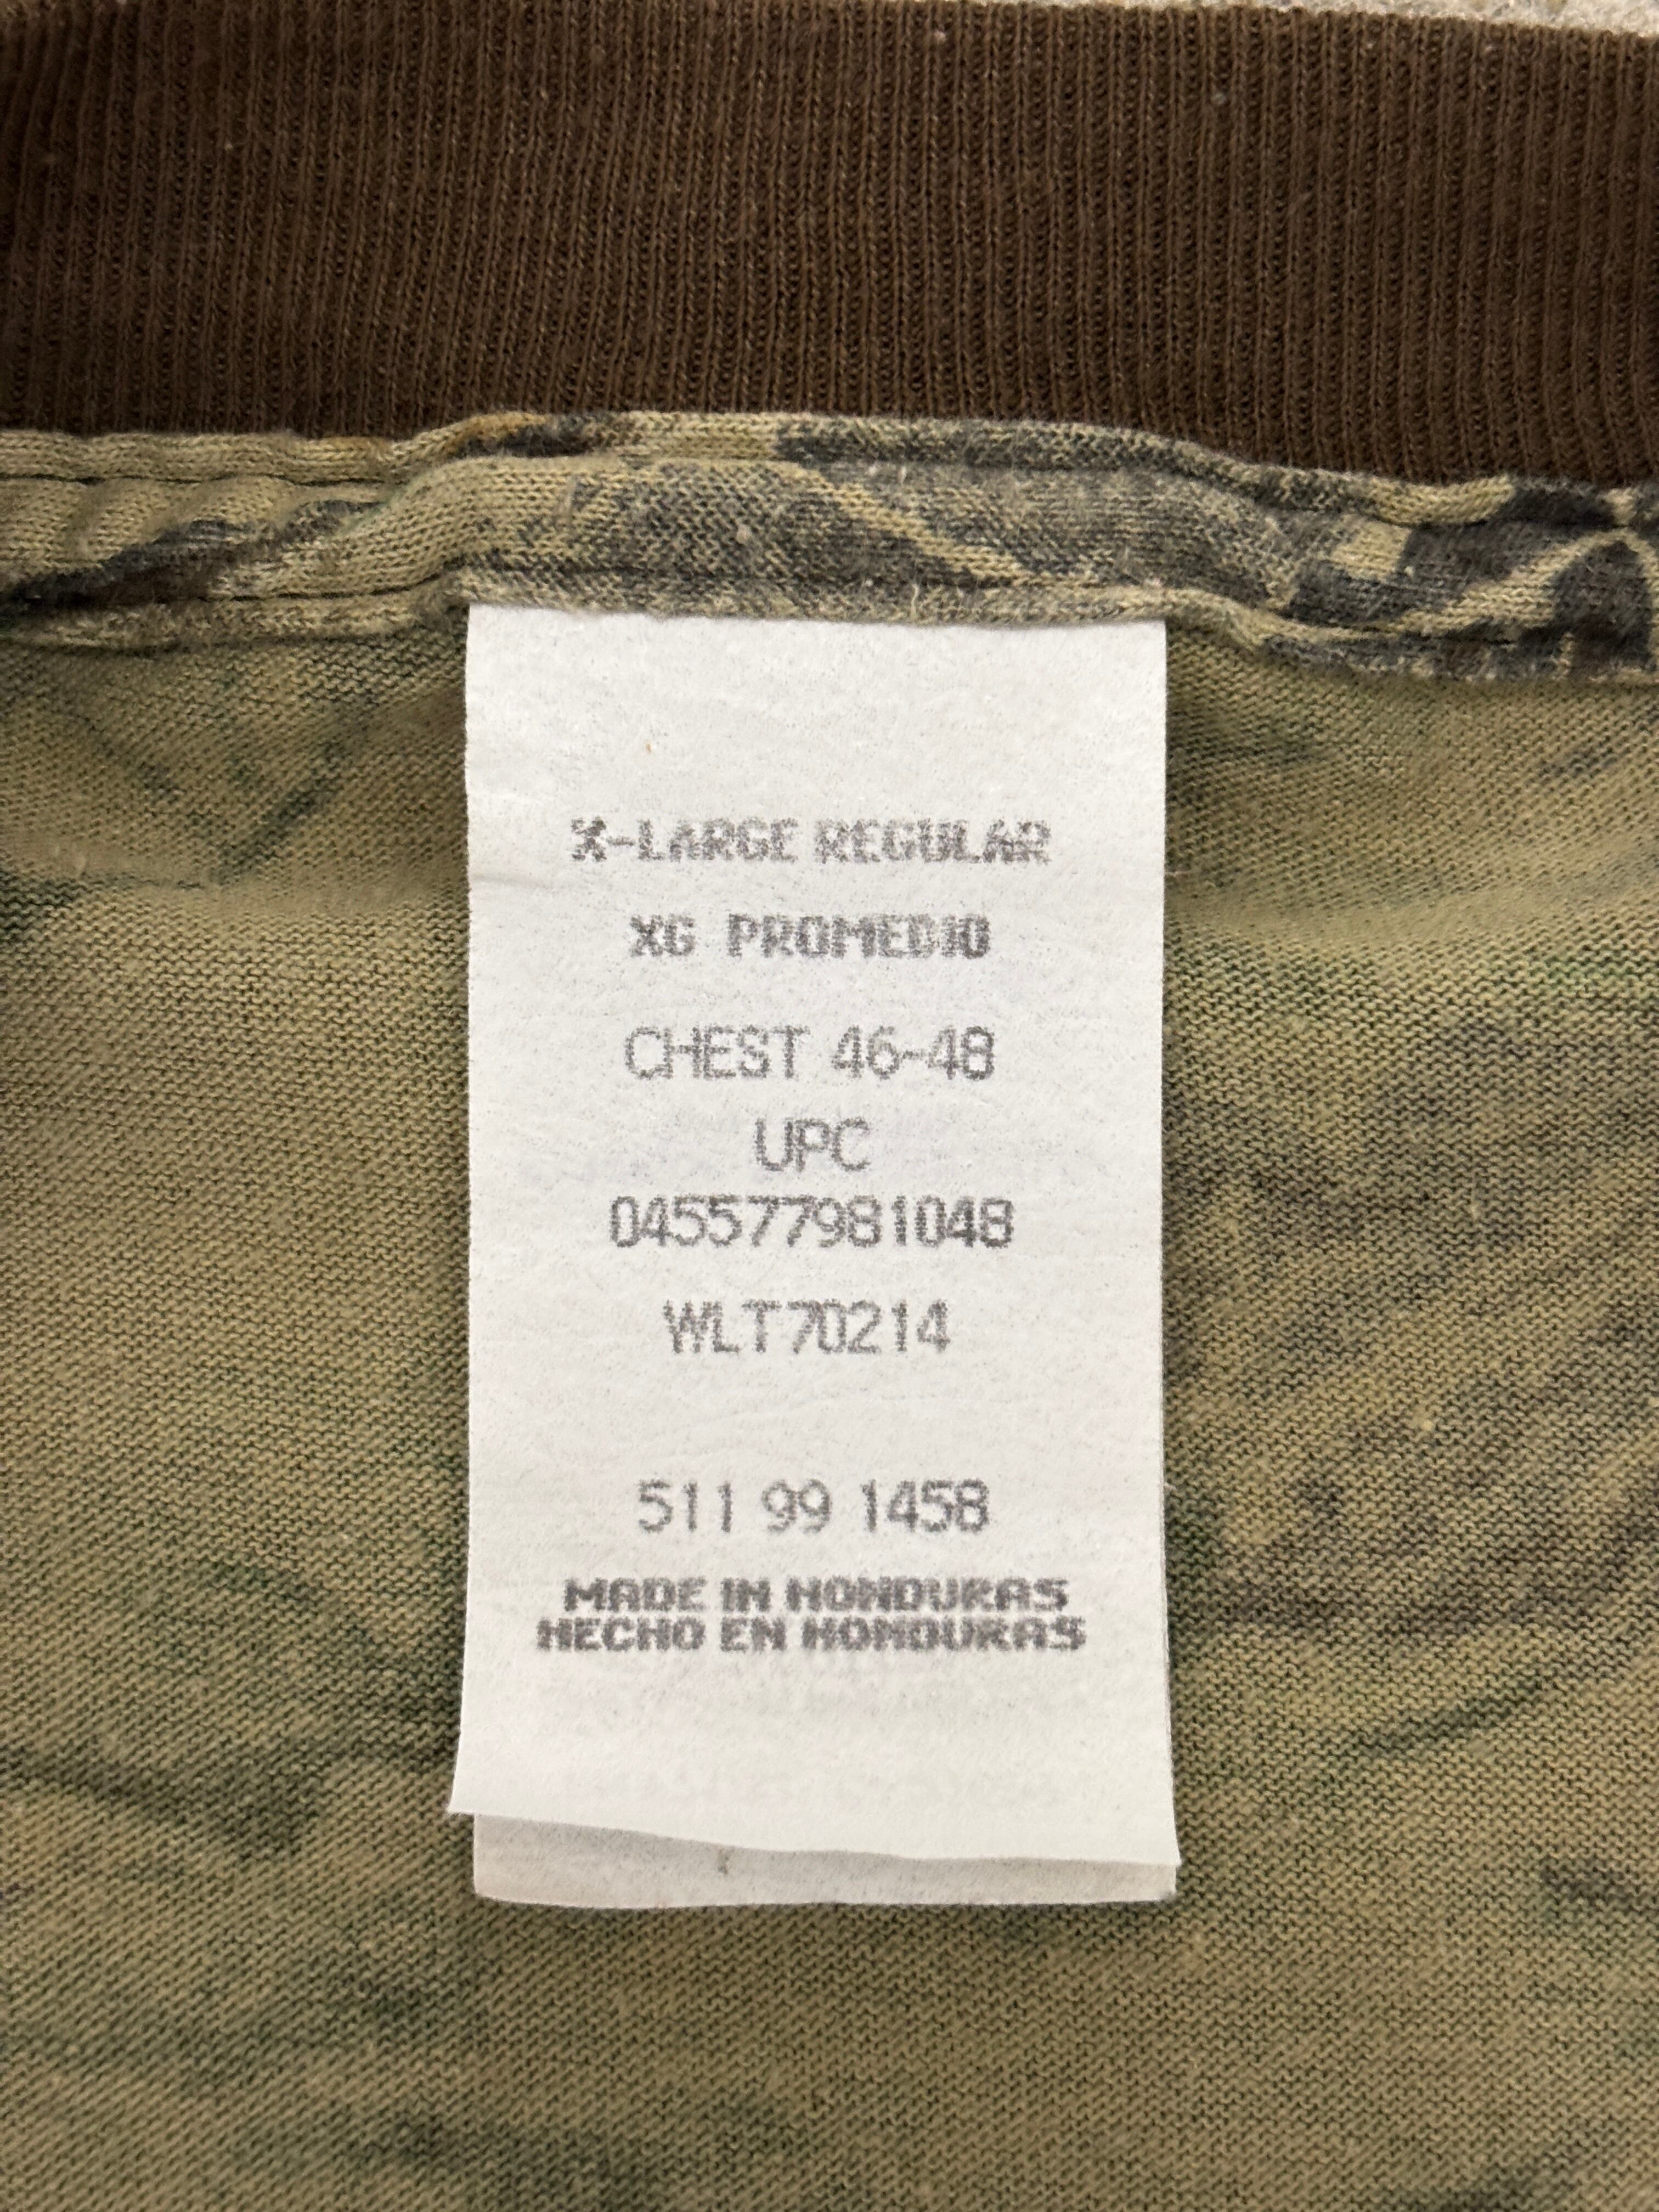 X-LARGE REGULAR
XG PROMEDIO
CHEST 46-48
UPC
045577981048
WLT70214
511 99 1458
MADE IN HONDURAS
HECHO EN HONDURAS